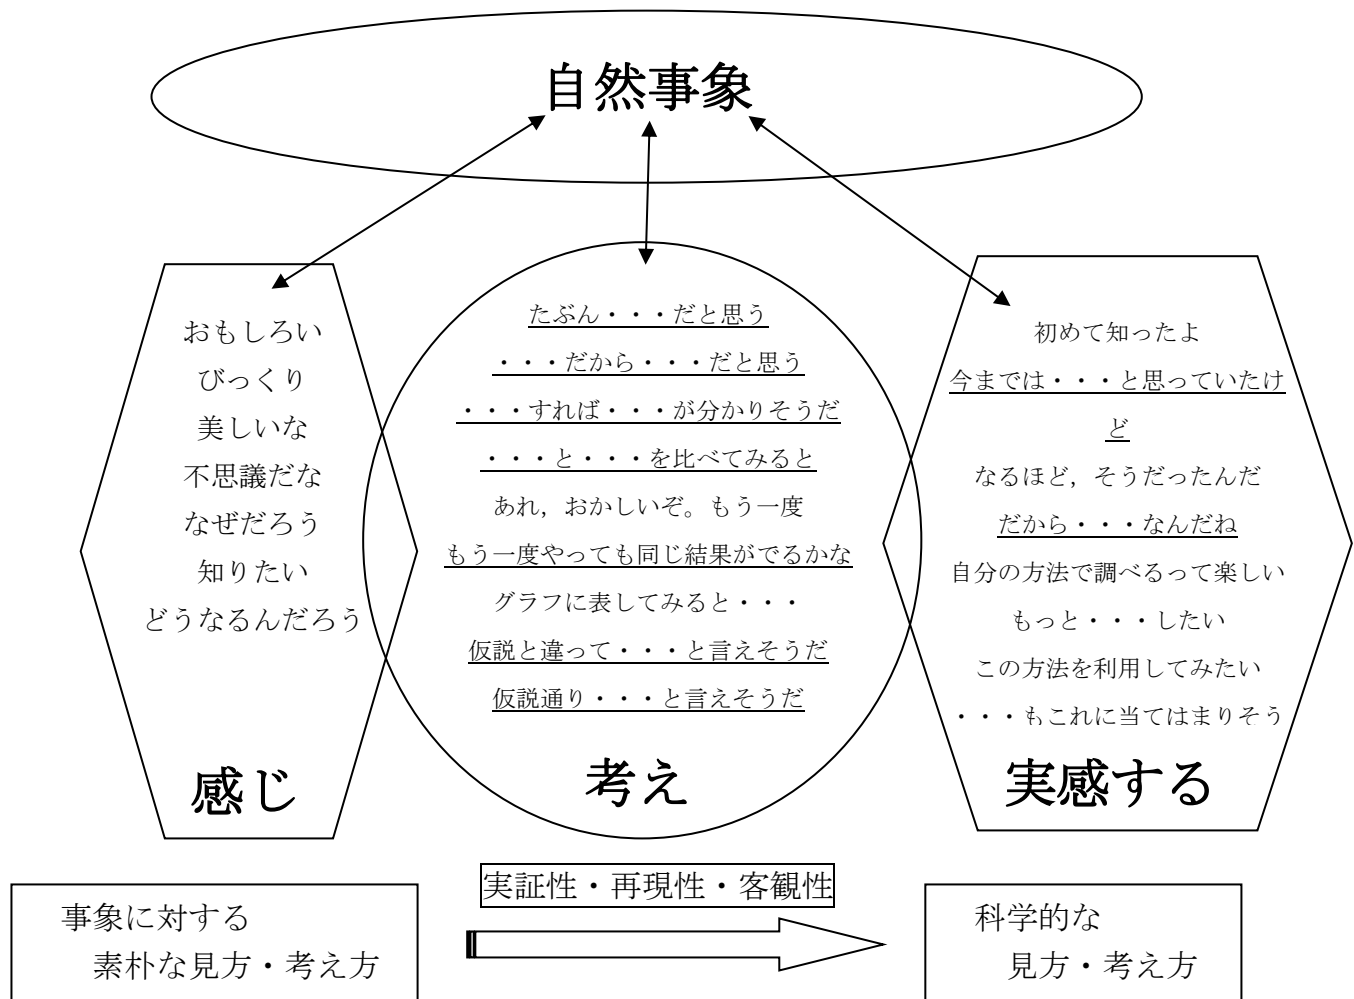 自然事象
おもしろい
びっくり
美しいな
不思議だな
なぜだろう
知りたい
どうなるんだろう
感じ
たぶん・・・だと思う
・・・だから・・・だと思う
・・・すれば・・・が分かりそうだ
・・・と・・・を比べてみると
あれ，おかしいぞ。もう一度
もう一度やっても同じ結果がでるかな
グラフに表してみると・・・
仮説と違って・・・と言えそうだ
仮説通り・・・と言えそうだ
考え
初めて知ったよ
今までは・・・と思っていたけ
ど
なるほど，そうだったんだ
だから・・・なんだね
自分の方法で調べるって楽しい
もっと・・・したい
この方法を利用してみたい
・・・もこれに当てはまりそう
実感する
事象に対する
素朴な見方・考え方
実証性・再現性・客観性
科学的な
見方・考え方